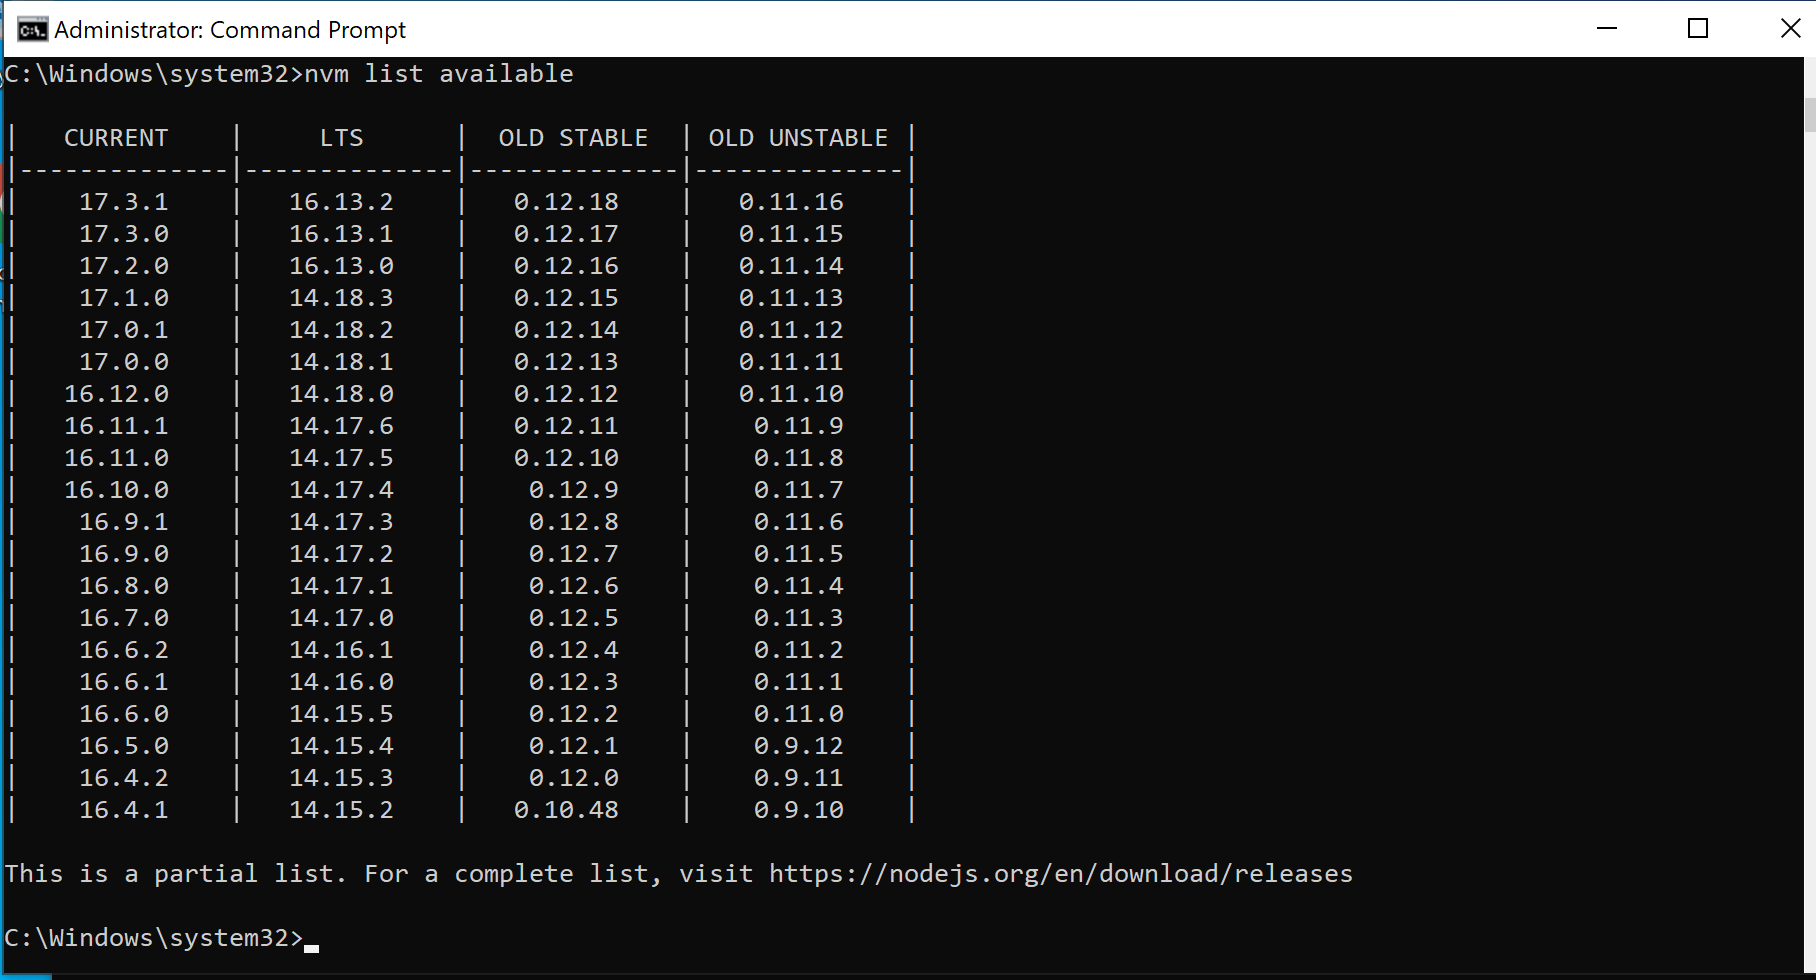 Administrator: Command Prompt
C:\Windows\system32>nvm list available
|   CURRENT    |     LTS      |  OLD STABLE  | OLD UNSTABLE |
|--------------|--------------|--------------|--------------|
|    17.3.1    |   16.13.2    |   0.12.18    |   0.11.16    |
|    17.3.0    |   16.13.1    |   0.12.17    |   0.11.15    |
|    17.2.0    |   16.13.0    |   0.12.16    |   0.11.14    |
|    17.1.0    |   14.18.3    |   0.12.15    |   0.11.13    |
|    17.0.1    |   14.18.2    |   0.12.14    |   0.11.12    |
|    17.0.0    |   14.18.1    |   0.12.13    |   0.11.11    |
|   16.12.0    |   14.18.0    |   0.12.12    |   0.11.10    |
|   16.11.1    |   14.17.6    |   0.12.11    |    0.11.9    |
|   16.11.0    |   14.17.5    |   0.12.10    |    0.11.8    |
|   16.10.0    |   14.17.4    |    0.12.9    |    0.11.7    |
|    16.9.1    |   14.17.3    |    0.12.8    |    0.11.6    |
|    16.9.0    |   14.17.2    |    0.12.7    |    0.11.5    |
|    16.8.0    |   14.17.1    |    0.12.6    |    0.11.4    |
|    16.7.0    |   14.17.0    |    0.12.5    |    0.11.3    |
|    16.6.2    |   14.16.1    |    0.12.4    |    0.11.2    |
|    16.6.1    |   14.16.0    |    0.12.3    |    0.11.1    |
|    16.6.0    |   14.15.5    |    0.12.2    |    0.11.0    |
|    16.5.0    |   14.15.4    |    0.12.1    |    0.9.12    |
|    16.4.2    |   14.15.3    |    0.12.0    |    0.9.11    |
|    16.4.1    |   14.15.2    |   0.10.48    |    0.9.10    |
This is a partial list. For a complete list, visit https://nodejs.org/en/download/releases
C:\Windows\system32>